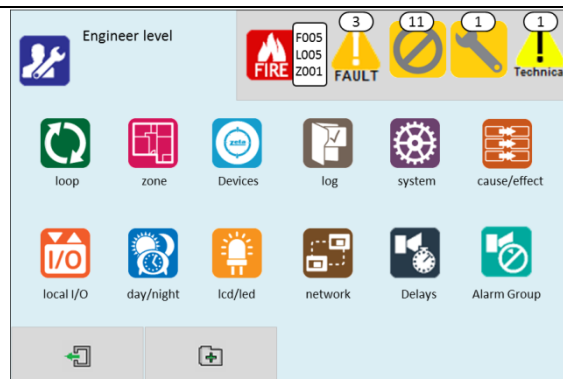 Engineer level
FIRE
F005
L005
Z001
3
FAULT
11
1
1
Technica
loop
zone
zeta
Devices
log
system
cause/effect
I/O
local I/O
day/night
lcd/led
network
Delays
Alarm Group